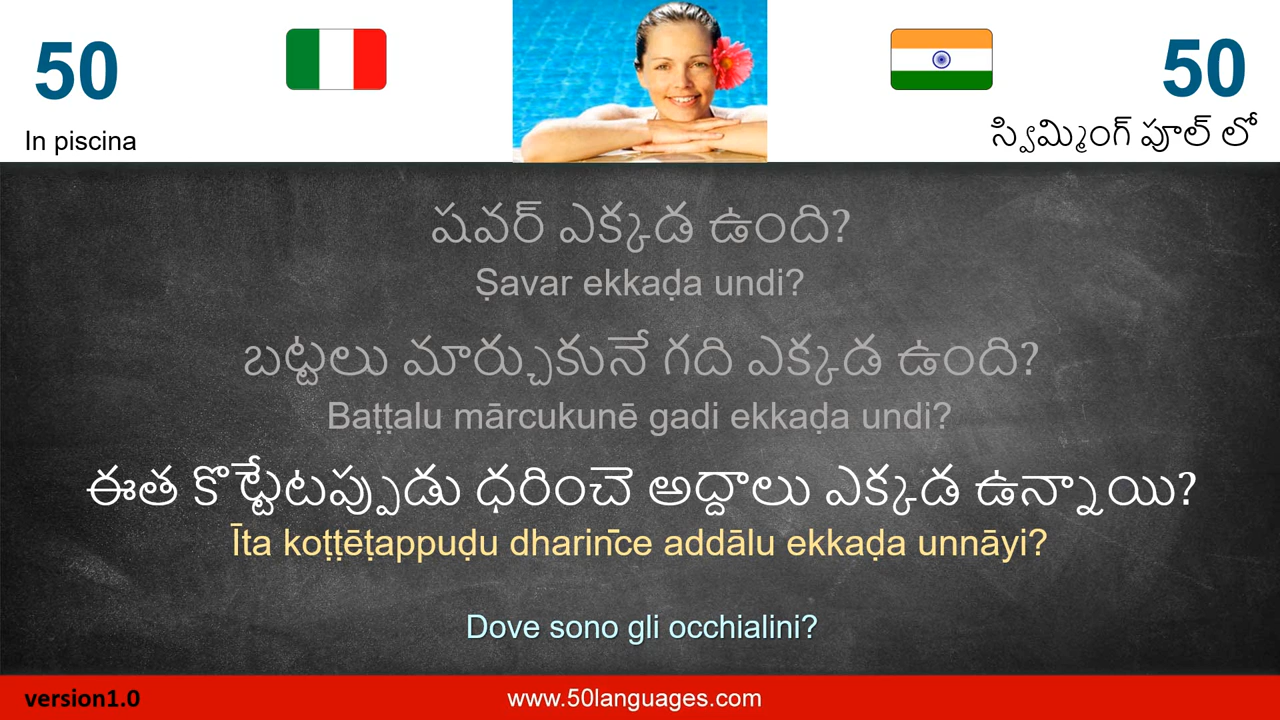 50
50
In piscina
స్విమ్మింగ్ పూల్ లో
షవర్ ఎక్కడ ఉంది?
Ṣavar ekkaḍa undi?
బట్టలు మార్చుకునే గది ఎక్కడ ఉంది?
Baṭṭalu mārcukunē gadi ekkaḍa undi?
ఈత కొట్టేటప్పుడు ధరించె అద్దాలు ఎక్కడ ఉన్నాయి?
Īta koṭṭēṭappuḍu dharin̄ce addālu ekkaḍa unnāyi?
Dove sono gli occhialini?
version1.0
www.50languages.com